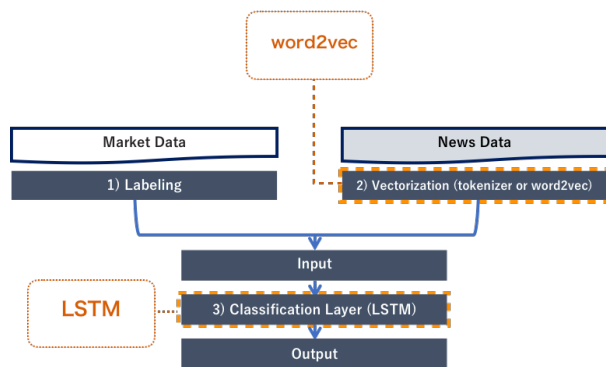 word2vec
Market Data
News Data
1) Labeling
2) Vectorization (tokenizer or word2vec)
Input
LSTM
3) Classification Layer (LSTM)
Output